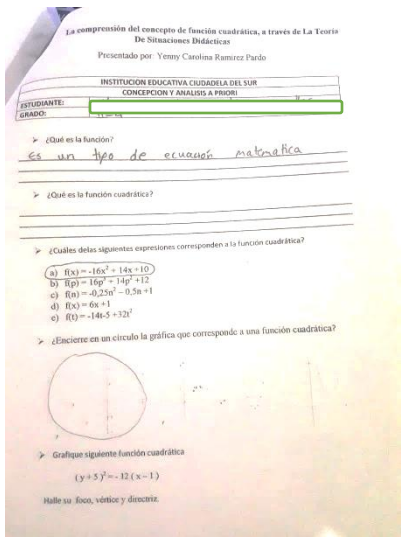 La comprensión del concepto de función cuadrática, a través de La Teoría
De Situaciones Didácticas
Presentado por: Yenny Carolina Ramírez Pardo
INSTITUCION EDUCATIVA CIUDADELA DEL SUR
CONCEPCION Y ANALISIS A PRIORI
ESTUDIANTE:
GRADO:
➢ ¿Qué es la función?
Es un tipo de ecuación matematica
➢ ¿Qué es la función cuadrática?
➢ ¿Cuáles delas siguientes expresiones corresponden a la función cuadrática?
a) f(x) = -16x² + 14x +10
b) f(p) = 16p³ + 14p² +12
c) f(n) = -0,25n² – 0,5n +1
d) f(x) = 6x +1
e) f(t) = -14t-5 +32t²
➢ ¿Encierre en un círculo la gráfica que corresponde a una función cuadrática?
➢ Grafique siguiente función cuadrática
(y + 5)² = - 12 (x – 1)
Halle su foco, vértice y directriz.